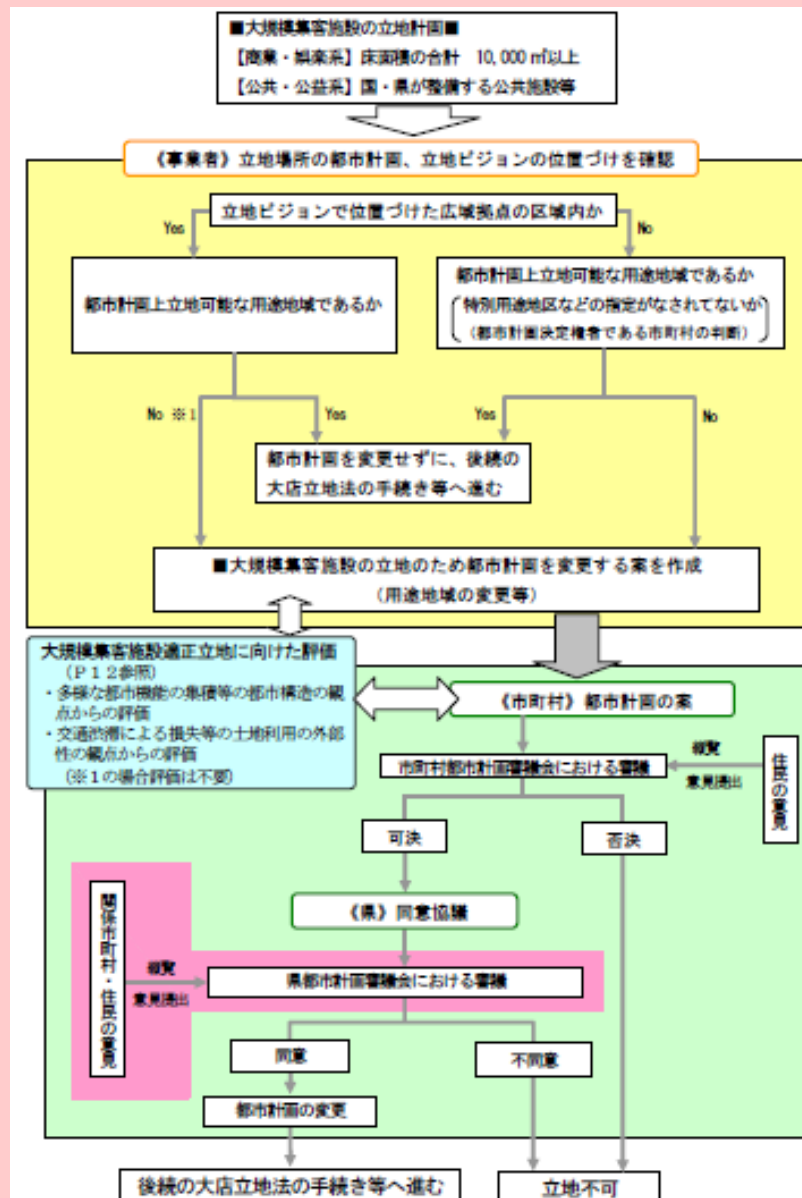 ■大規模集客施設の立地計画■
【商業・娯楽系】床面積の合計　10,000㎡以上
【公共・公益系】国・県が整備する公共施設等
《事業者》立地場所の都市計画、立地ビジョンの位置づけを確認
立地ビジョンで位置づけた広域拠点の区域内か
Yes
No
都市計画上立地可能な用途地域であるか
都市計画上立地可能な用途地域であるか
特別用途地区などの指定がなされてないか
（都市計画決定権者である市町村の判断）
No ※1
Yes
Yes
No
都市計画を変更せずに、後続の
大店立地法の手続き等へ進む
■大規模集客施設の立地のため都市計画を変更する案を作成
（用途地域の変更等）
大規模集客施設適正立地に向けた評価
（P12参照）
・多様な都市機能の集積等の都市構造の観
点からの評価
・交通渋滞による損失等の土地利用の外部
性の観点からの評価
（※1の場合評価は不要）
《市町村》都市計画の案
市町村都市計画審議会における審議
縦覧
意見提出
住民の意見
可決
否決
《県》同意協議
関係市町村・住民の意見
縦覧
意見提出
県都市計画審議会における審議
同意
不同意
都市計画の変更
後続の大店立地法の手続き等へ進む
立地不可